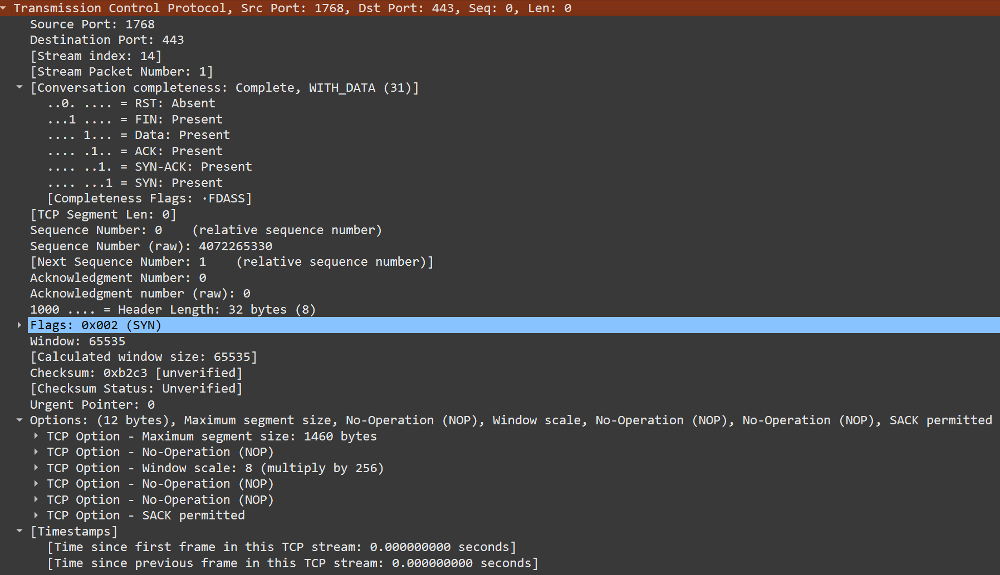 Transmission Control Protocol, Src Port: 1768, Dst Port: 443, Seq: 0, Len: 0
Source Port: 1768
Destination Port: 443
[Stream index: 14]
[Stream Packet Number: 1]
[Conversation completeness: Complete, WITH_DATA (31)]
..0. .... = RST: Absent
...1 .... = FIN: Present
.... 1... = Data: Present
.... .1.. = ACK: Present
.... ..1. = SYN-ACK: Present
.... ...1 = SYN: Present
[Completeness Flags: ·FDASS]
[TCP Segment Len: 0]
Sequence Number: 0    (relative sequence number)
Sequence Number (raw): 4072265330
[Next Sequence Number: 1    (relative sequence number)]
Acknowledgment Number: 0
Acknowledgment number (raw): 0
1000 .... = Header Length: 32 bytes (8)
Flags: 0x002 (SYN)
Window: 65535
[Calculated window size: 65535]
Checksum: 0xb2c3 [unverified]
[Checksum Status: Unverified]
Urgent Pointer: 0
Options: (12 bytes), Maximum segment size, No-Operation (NOP), Window scale, No-Operation (NOP), No-Operation (NOP), SACK permitted
TCP Option - Maximum segment size: 1460 bytes
TCP Option - No-Operation (NOP)
TCP Option - Window scale: 8 (multiply by 256)
TCP Option - No-Operation (NOP)
TCP Option - No-Operation (NOP)
TCP Option - SACK permitted
[Timestamps]
[Time since first frame in this TCP stream: 0.000000000 seconds]
[Time since previous frame in this TCP stream: 0.000000000 seconds]